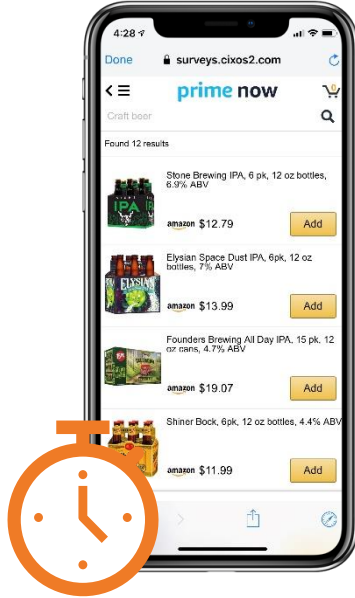 4:28
Done surveys.cixos2.com
prime now
0
Craft beer
Found 12 results
Stone Brewing IPA, 6 pk, 12 oz bottles,
6.9% ABV
IPA
amazon $12.79 Add
Elysian Space Dust IPA, 6pk, 12 oz
bottles, 7% ABV
ELYSIAN
amazon $13.99 Add
Founders Brewing All Day IPA, 15 pk, 12
oz cans, 4.7% ABV
amazon $19.07 Add
Shiner Bock, 6pk, 12 oz bottles, 4.4% ABV
amazon $11.99 Add